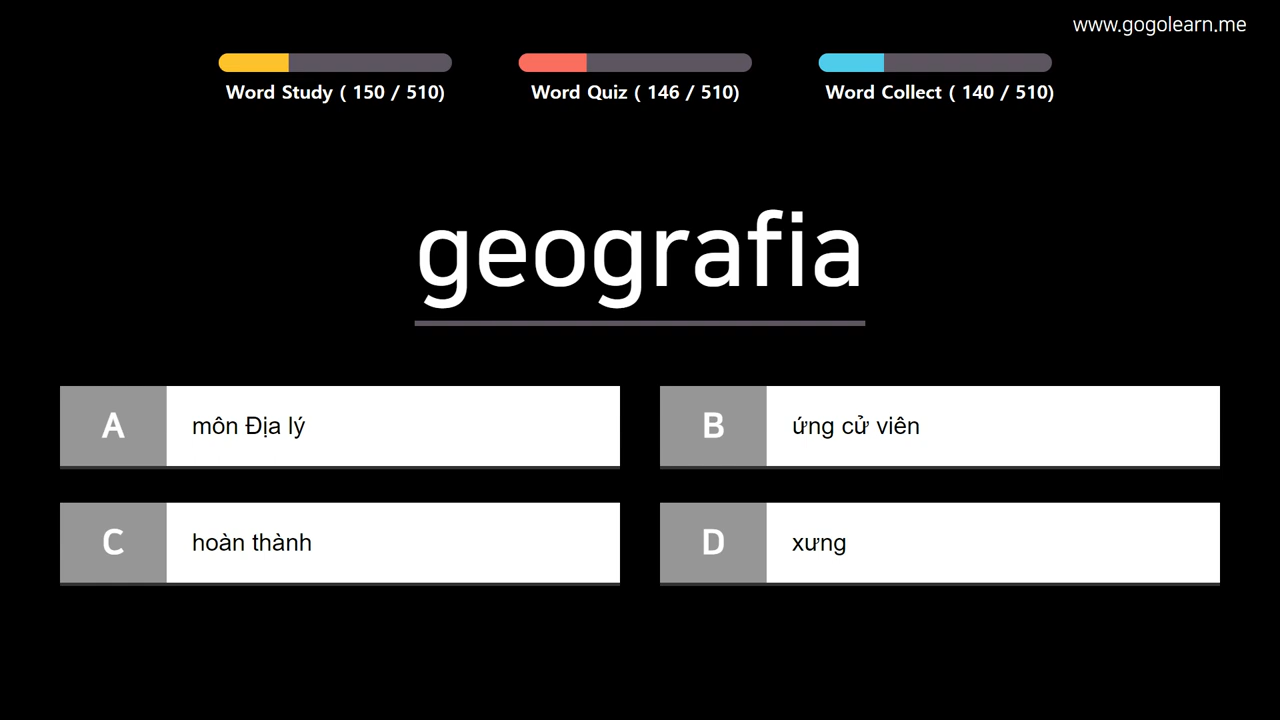 www.gogolearn.me
Word Study ( 150 / 510)
Word Quiz ( 146 / 510)
Word Collect ( 140 / 510)
geografia
A
môn Địa lý
B
ứng cử viên
C
hoàn thành
D
xưng